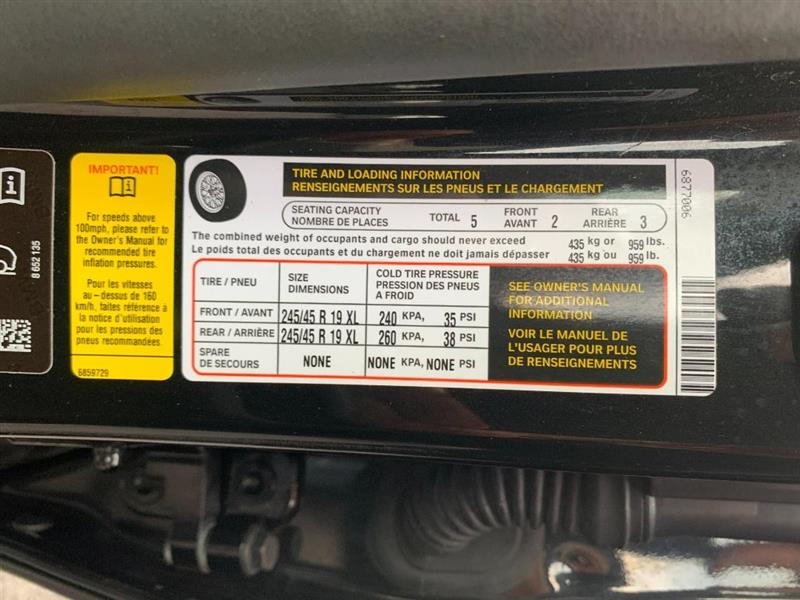 8 652 135
IMPORTANT!
For speeds above
100mph, please refer to
the Owner's Manual for
recommended tire
inflation pressures.
Pour les vitesses
au – dessus de 160
km/h, faites référence à
la notice d'utilisation
pour les pressions des
pneus recommandés
6859729
TIRE AND LOADING INFORMATION
RENSEIGNEMENTS SUR LES PNEUS ET LE CHARGEMENT
SEATING CAPACITY
NOMBRE DE PLACES
TOTAL 5
FRONT
AVANT 2
REAR
ARRIÈRE 3
The combined weight of occupants and cargo should never exceed 435 kg or 959 lbs.
Le poids total des occupants et du chargement ne doit jamais dépasser 435 kg ou 959 lb.
TIRE / PNEU
SIZE
DIMENSIONS
COLD TIRE PRESSURE
PRESSION DES PNEUS
A FROID
FRONT / AVANT 245/45 R 19 XL 240 KPA, 35 PSI
REAR / ARRIÈRE 245/45 R 19 XL 260 KPA, 38 PSI
SPARE
DE SECOURS NONE NONE KPA, NONE PSI
SEE OWNER'S MANUAL
FOR ADDITIONAL
INFORMATION
VOIR LE MANUEL DE
L'USAGER POUR PLUS
DE RENSEIGNEMENTS
6877006